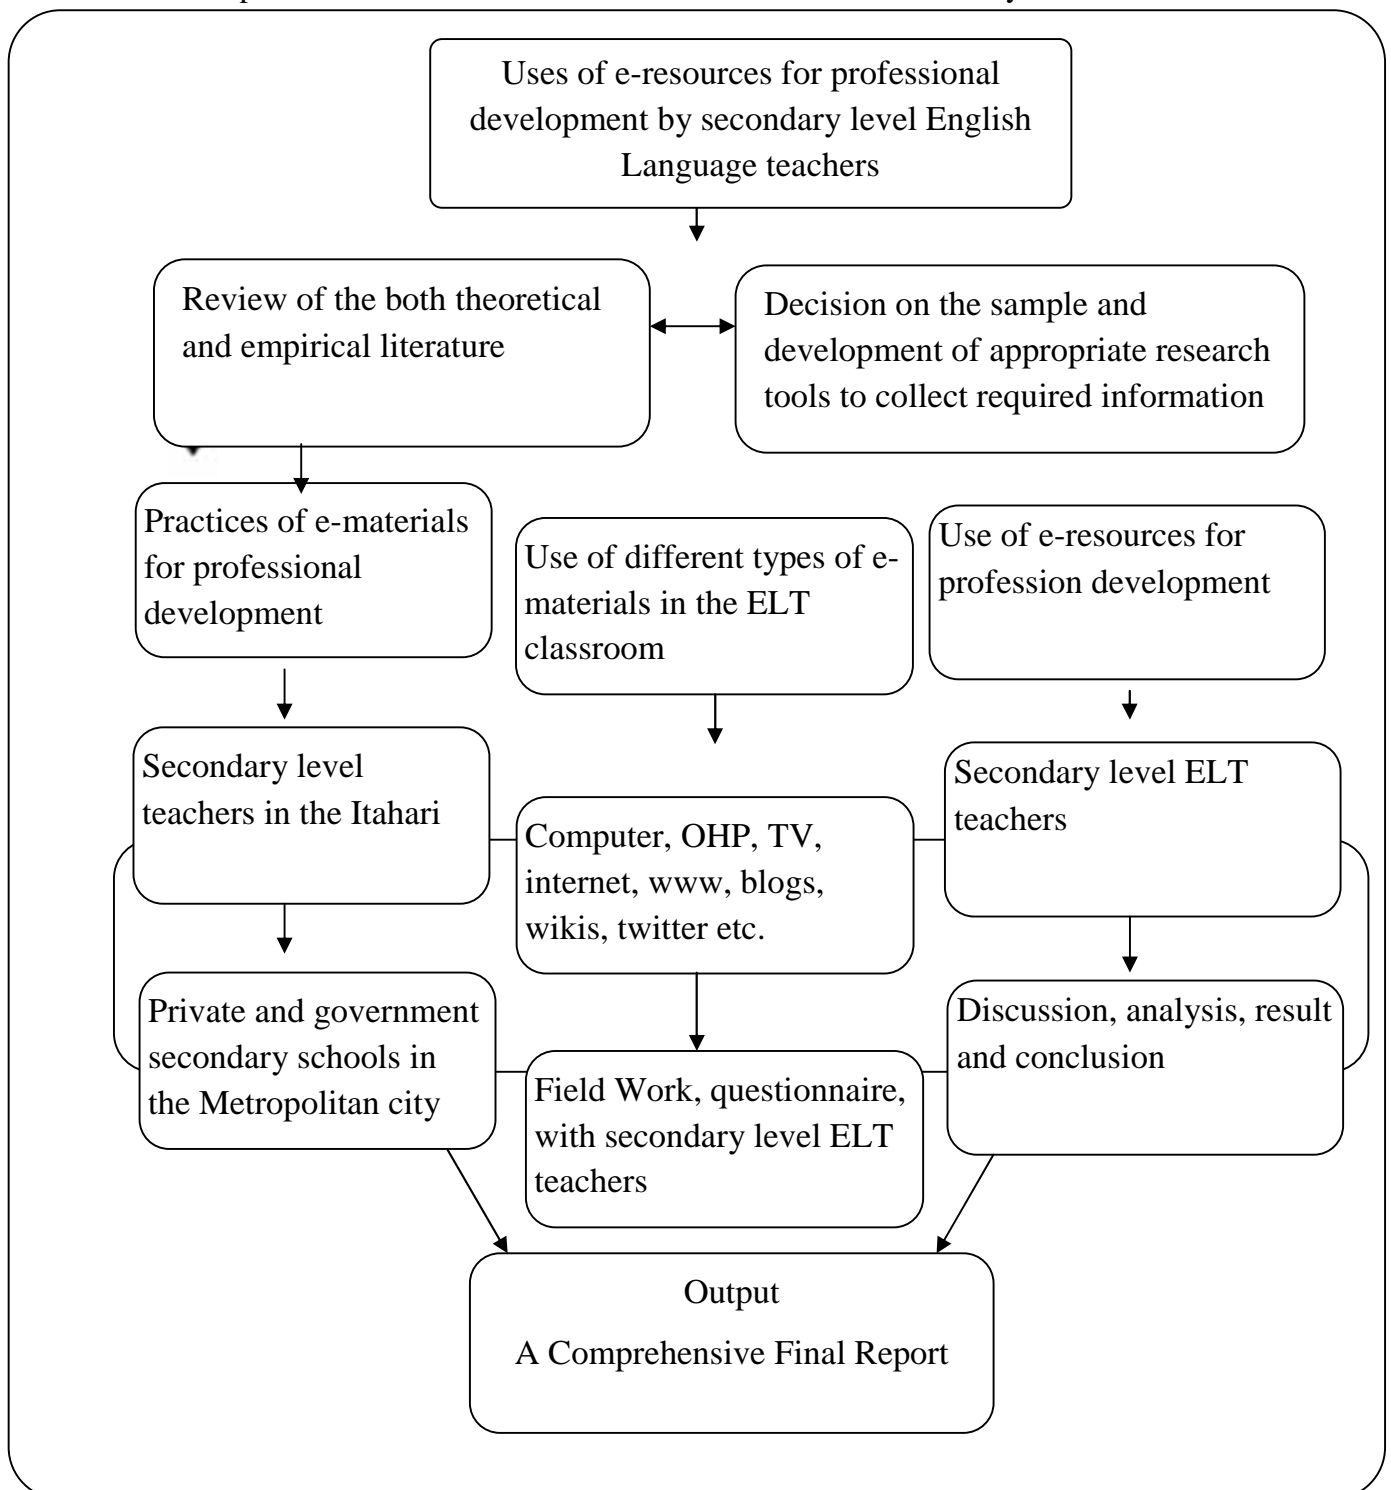 Uses of e-resources for professional
development by secondary level English
Language teachers
Review of the both theoretical
and empirical literature
Decision on the sample and
development of appropriate research
tools to collect required information
Practices of e-materials
for professional
development
Use of different types of e-
materials in the ELT
classroom
Use of e-resources for
profession development
Secondary level
teachers in the Itahari
Computer, OHP, TV,
internet, www, blogs,
wikis, twitter etc.
Secondary level ELT
teachers
Private and government
secondary schools in
the Metropolitan city
Field Work, questionnaire,
with secondary level ELT
teachers
Discussion, analysis, result
and conclusion
Output
A Comprehensive Final Report